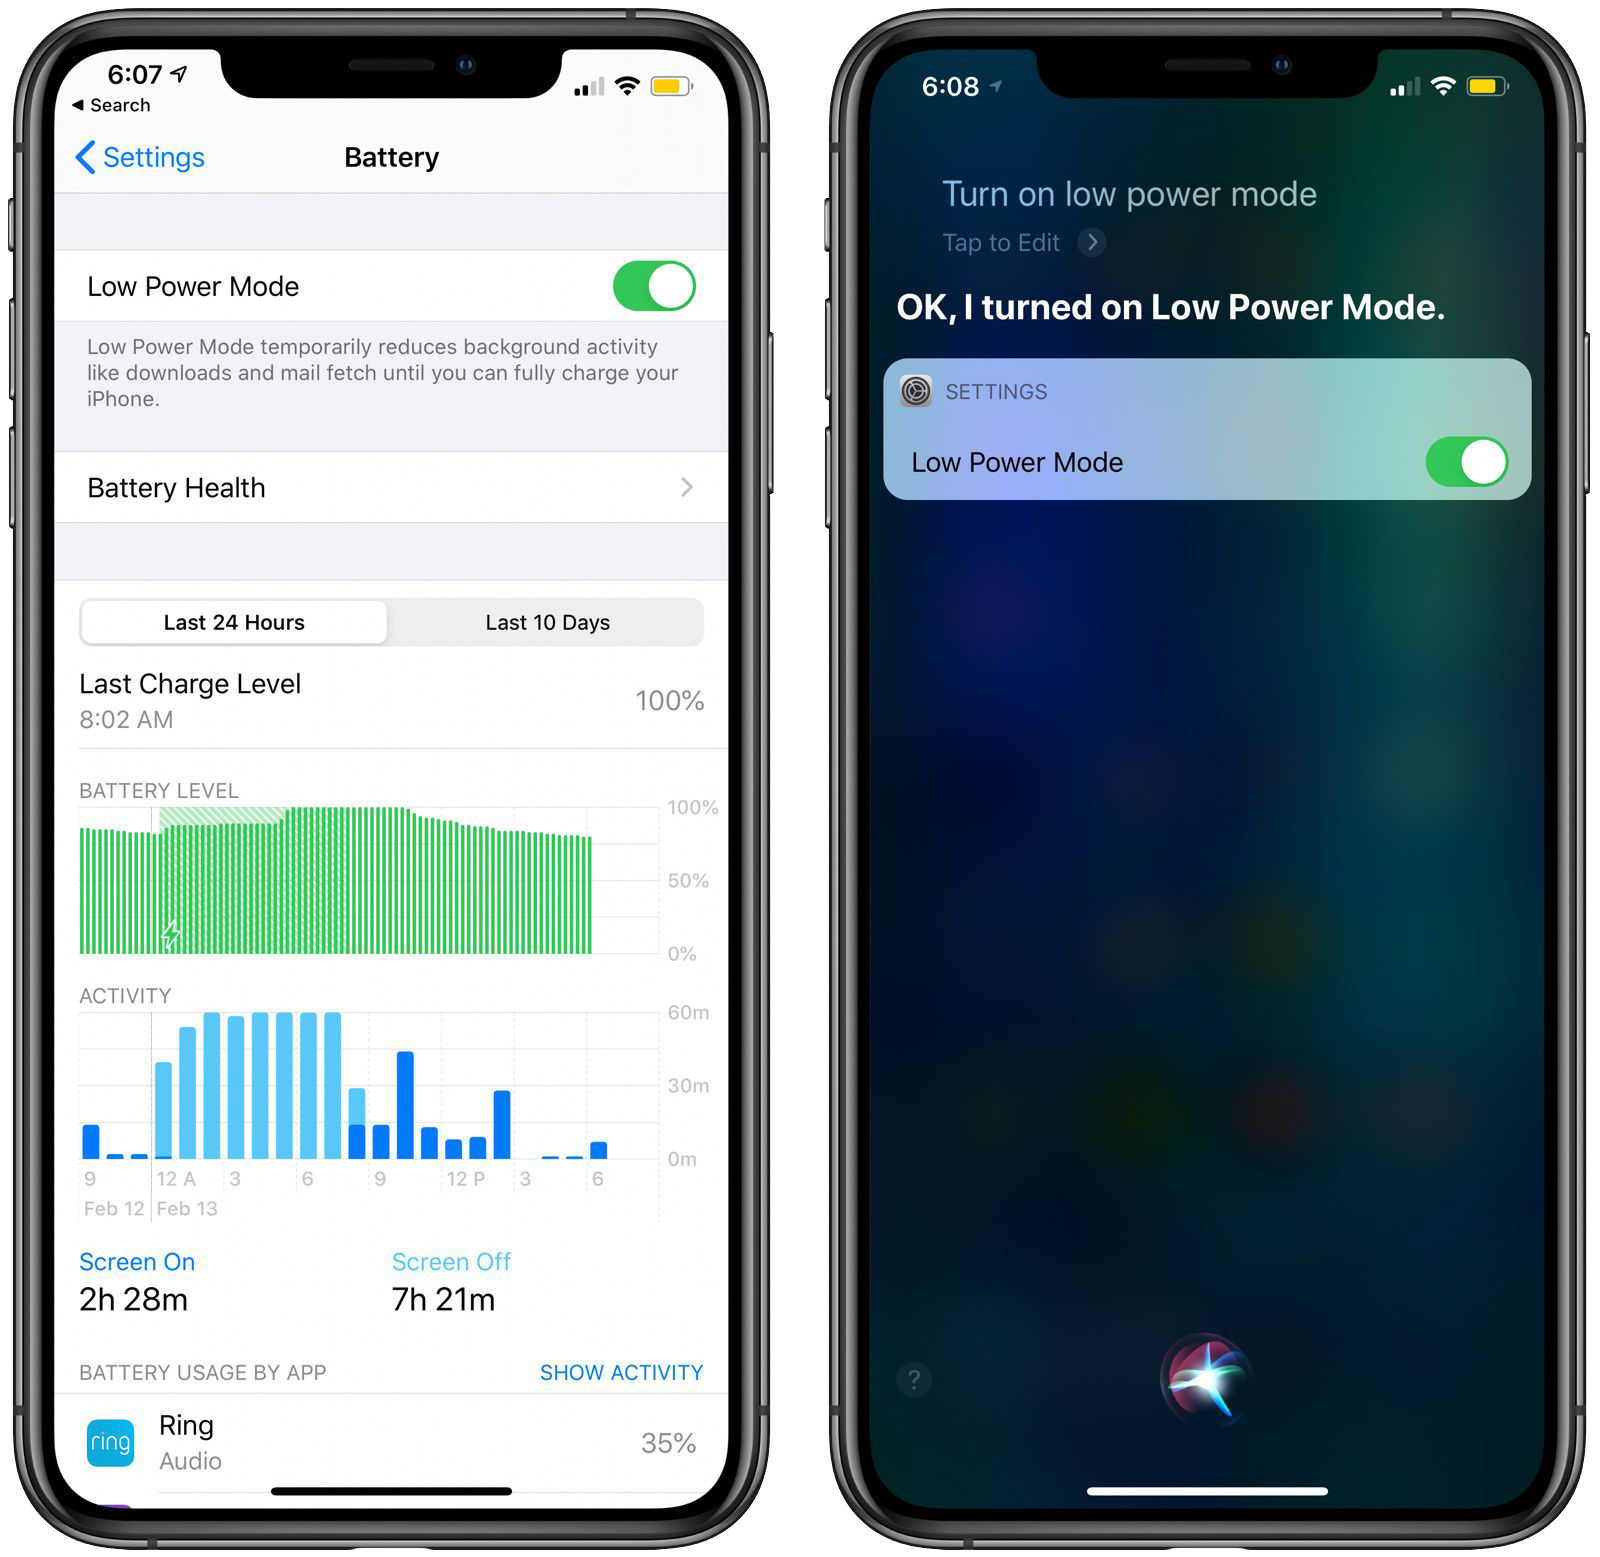 6:07
Search
Settings
Battery
Low Power Mode
Low Power Mode temporarily reduces background activity
like downloads and mail fetch until you can fully charge your
iPhone.
Battery Health
Last 24 Hours
Last 10 Days
Last Charge Level
8:02 AM
100%
BATTERY LEVEL
100%
50%
0%
ACTIVITY
60m
30m
0m
9 12 A 3 6 9 12 P 3 6
Feb 12 Feb 13
Screen On
2h 28m
Screen Off
7h 21m
BATTERY USAGE BY APP
SHOW ACTIVITY
ring
Ring
Audio
35%
6:08
Turn on low power mode
Tap to Edit
OK, I turned on Low Power Mode.
SETTINGS
Low Power Mode
?